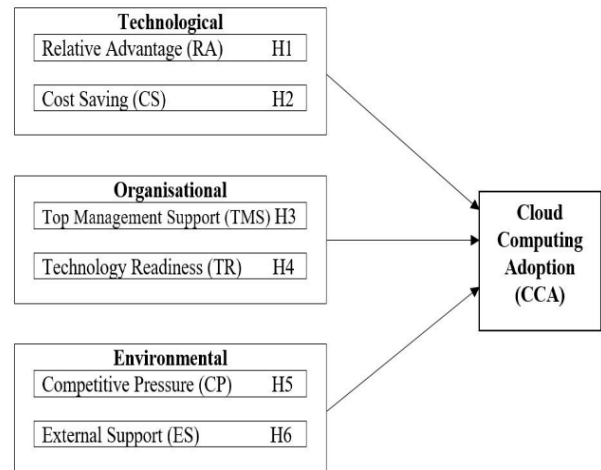 Technological
Relative Advantage (RA) H1
Cost Saving (CS) H2
Organisational
Top Management Support (TMS) H3
Technology Readiness (TR) H4
Environmental
Competitive Pressure (CP) H5
External Support (ES) H6
Cloud
Computing
Adoption
(CCA)